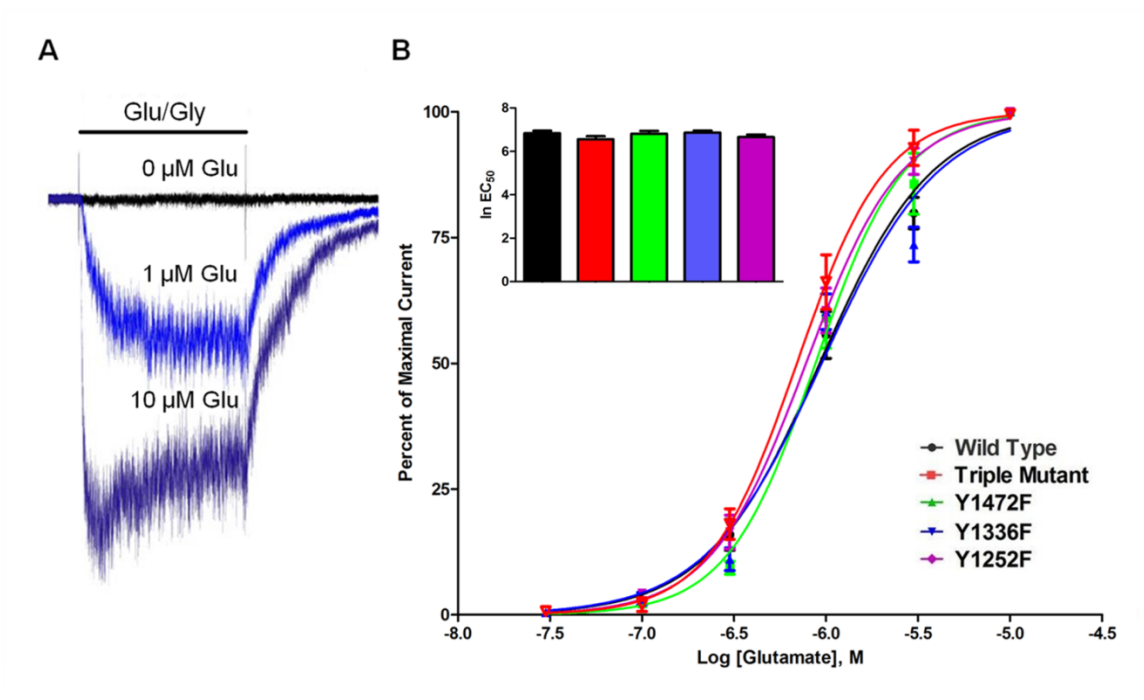 A
Glu/Gly
0 µM Glu
1 µM Glu
10 µM Glu
B
Percent of Maximal Current
100
75
50
25
0
ln EC50
8
6
4
2
0
Wild Type
Triple Mutant
Y1472F
Y1336F
Y1252F
-8.0 -7.5 -7.0 -6.5 -6.0 -5.5 -5.0 -4.5
Log [Glutamate], M